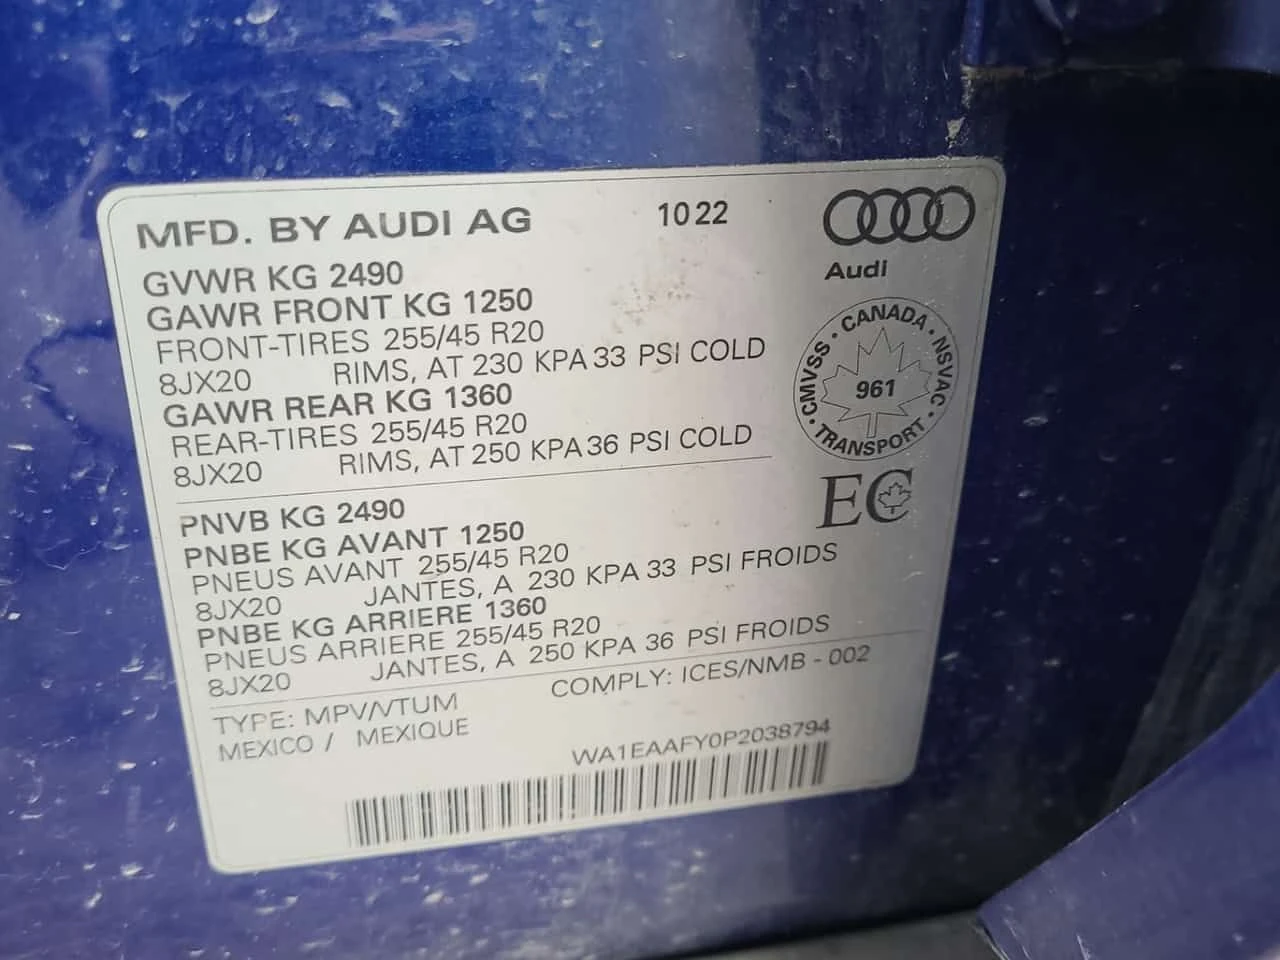 MFD. BY AUDI AG 1022
Audi
GVWR KG 2490
GAWR FRONT KG 1250
FRONT-TIRES 255/45 R20
8JX20 RIMS, AT 230 KPA 33 PSI COLD
GAWR REAR KG 1360
REAR-TIRES 255/45 R20
8JX20 RIMS, AT 250 KPA 36 PSI COLD
· CANADA · NSVAC · TRANSPORT · CMVSS
961
EC
PNVB KG 2490
PNBE KG AVANT 1250
PNEUS AVANT 255/45 R20
8JX20 JANTES, A 230 KPA 33 PSI FROIDS
PNBE KG ARRIERE 1360
PNEUS ARRIERE 255/45 R20
8JX20 JANTES, A 250 KPA 36 PSI FROIDS
TYPE: MPV/VTUM COMPLY: ICES/NMB - 002
MEXICO / MEXIQUE
WA1EAAFY0P2038794